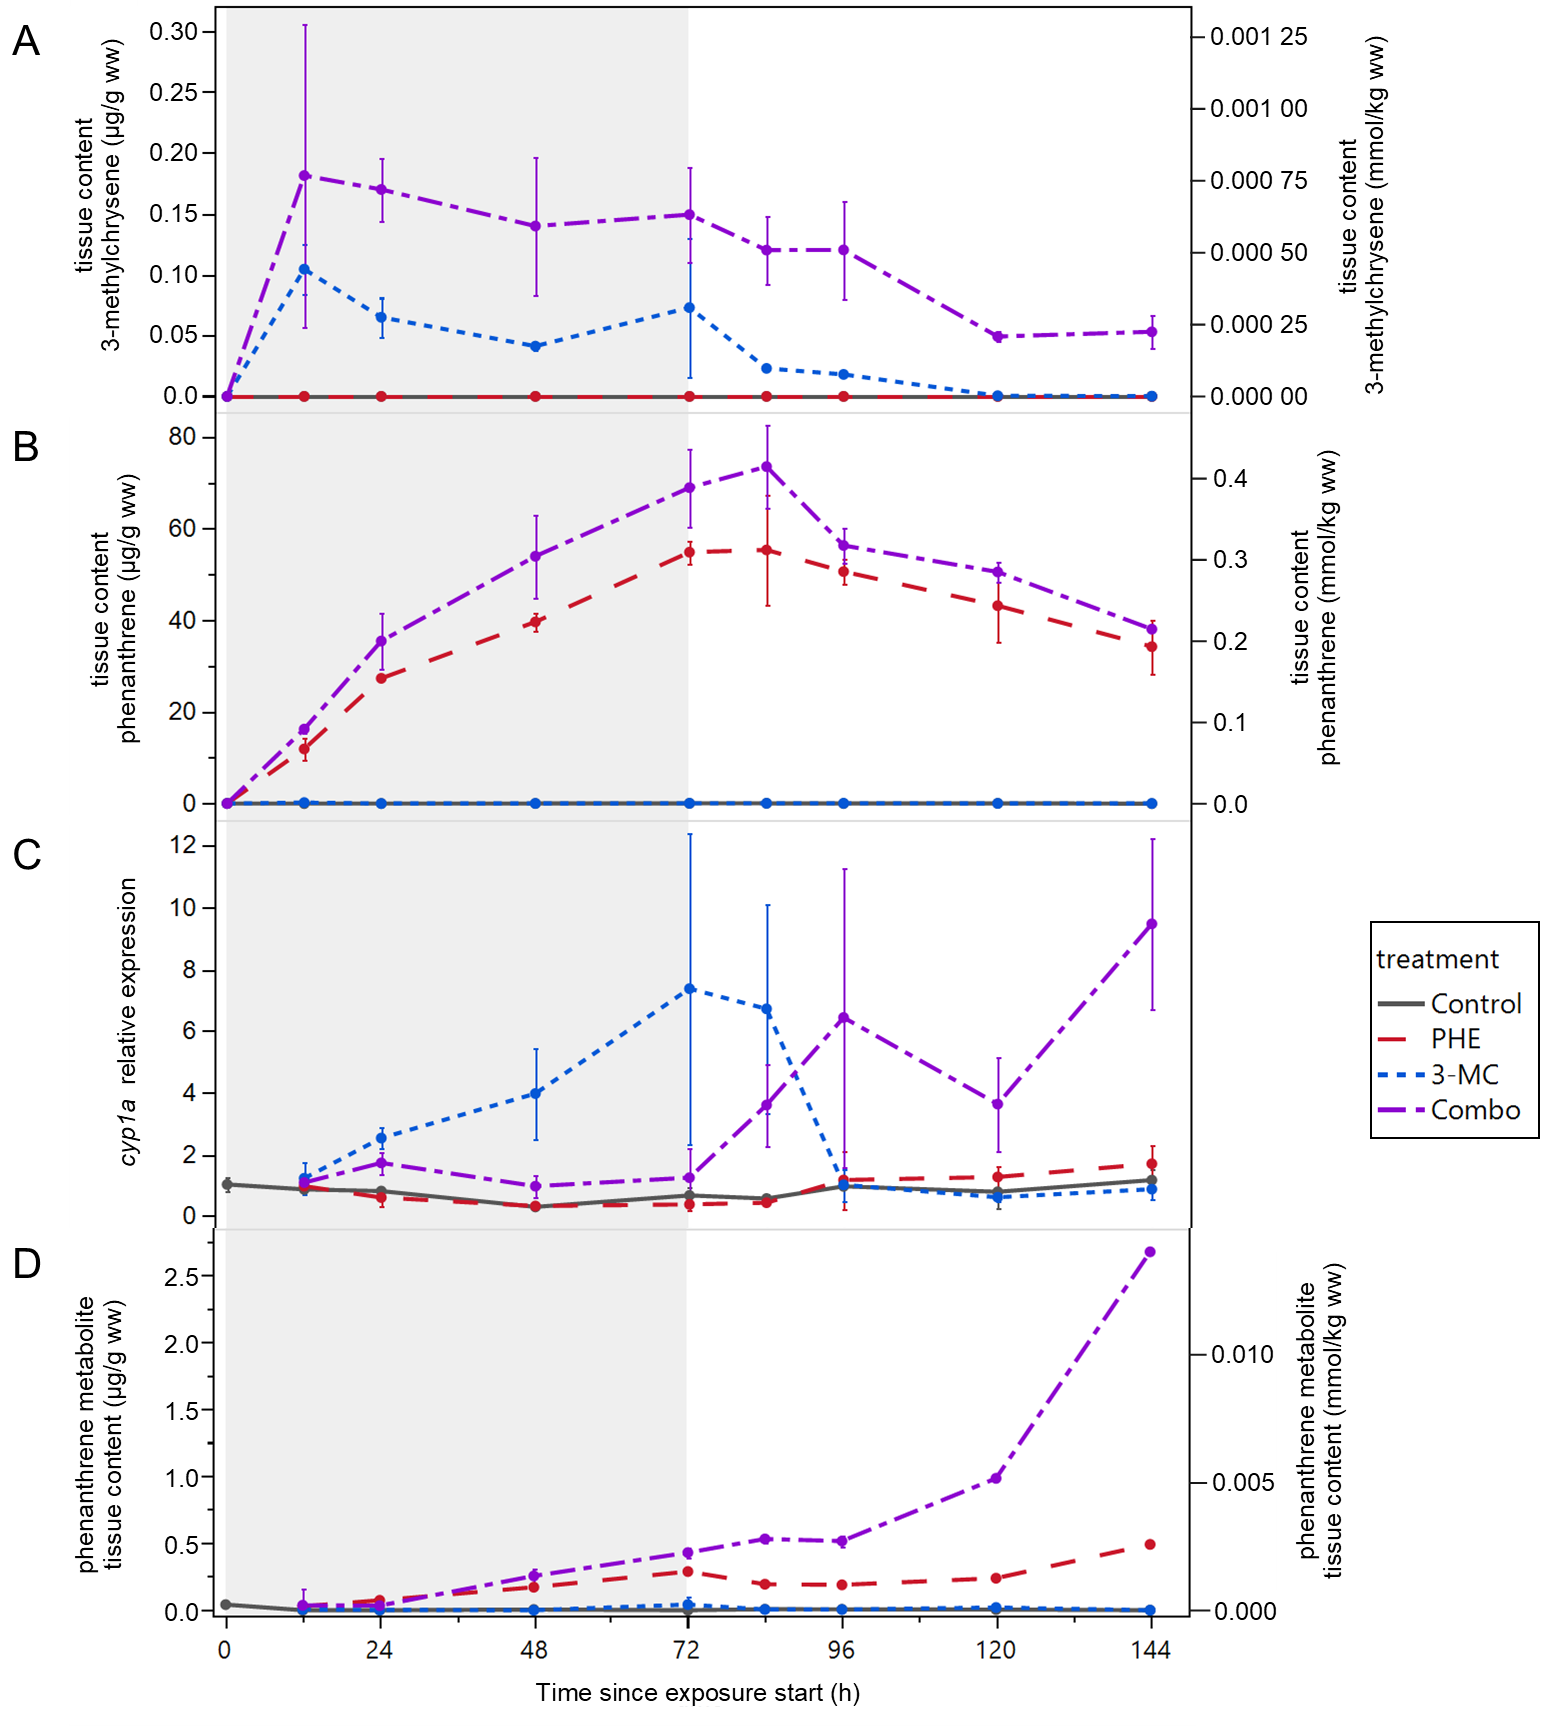 A
tissue content
3-methylchrysene (µg/g ww)
0.30
0.25
0.20
0.15
0.10
0.05
0.0
0.001 25
0.001 00
0.000 75
0.000 50
0.000 25
0.000 00
tissue content
3-methylchrysene (mmol/kg ww)
B
tissue content
phenanthrene (µg/g ww)
80
60
40
20
0
0.4
0.3
0.2
0.1
0.0
tissue content
phenanthrene (mmol/kg ww)
C
cyp1a relative expression
12
10
8
6
4
2
0
treatment
Control
PHE
3-MC
Combo
D
phenanthrene metabolite
tissue content (µg/g ww)
2.5
2.0
1.5
1.0
0.5
0.0
0.010
0.005
0.000
phenanthrene metabolite
tissue content (mmol/kg ww)
0 24 48 72 96 120 144
Time since exposure start (h)